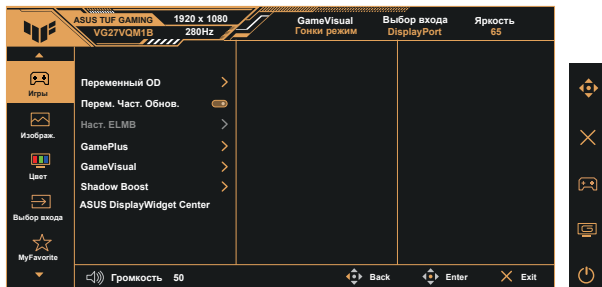 ASUS TUF GAMING 1920 x 1080 GameVisual Выбор входа Яркость
VG27VQM1B 280Hz Гонки режим DisplayPort 65
Игры
Изображ.
Цвет
Выбор входа
MyFavorite
Переменный OD
Перем. Част. Обнов.
Наст. ELMB
GamePlus
GameVisual
Shadow Boost
ASUS DisplayWidget Center
Громкость 50 Back Enter Exit